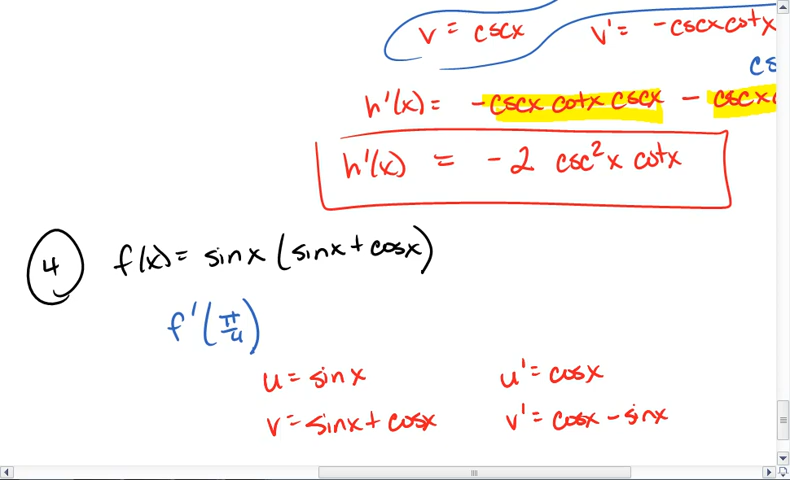 v = cscx v' = -cscx cotx
cs
h'(x) = -cscx cotx cscx - cscx c
h'(x) = -2 csc²x cotx
4 f(x) = sinx (sinx + cosx)
f'(π/4)
u = sinx u' = cosx
v = sinx + cosx v' = cosx - sinx